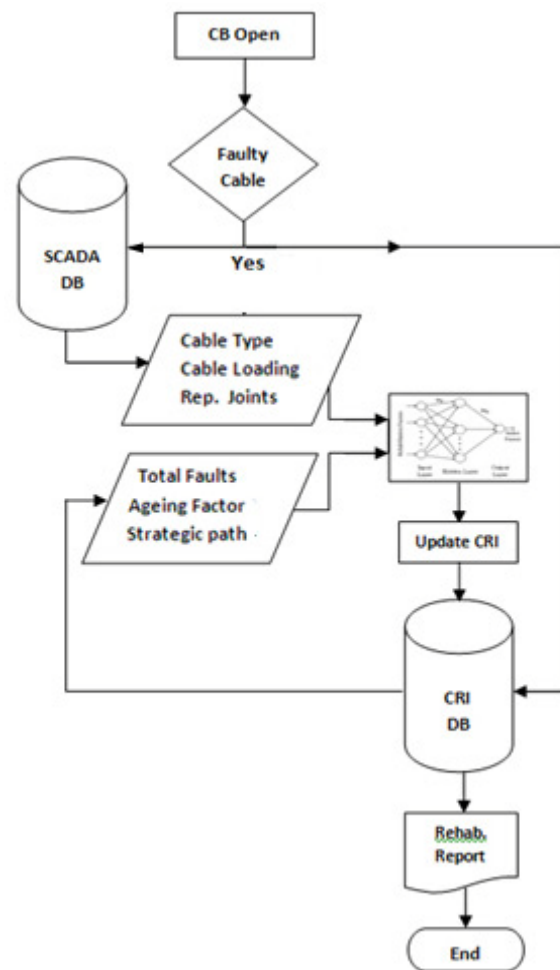 CB Open
Faulty
Cable
SCADA
DB
Yes
Cable Type
Cable Loading
Rep. Joints
Total Faults
Ageing Factor
Strategic path
Update CRI
CRI
DB
Rehab.
Report
End